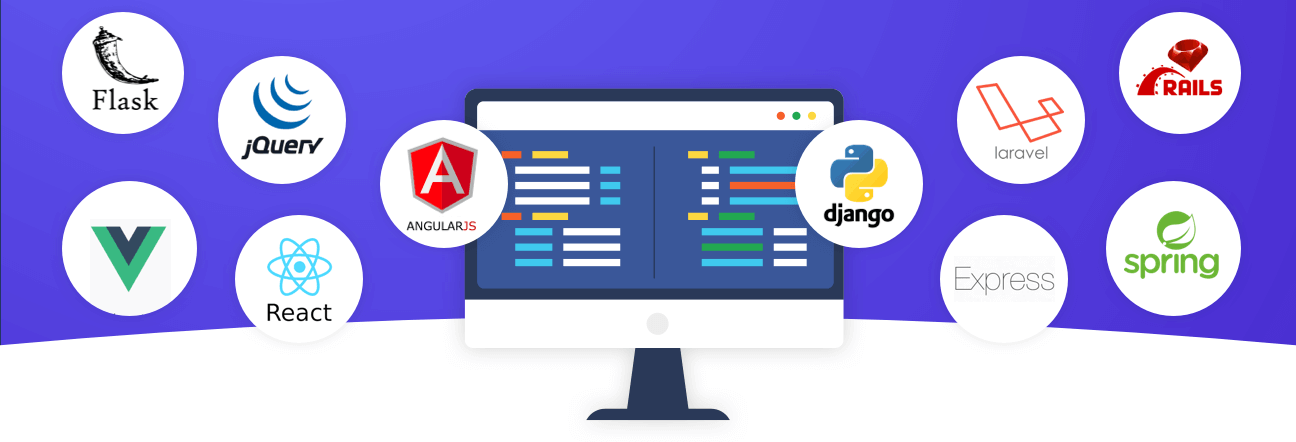 Flask
jQuery
ANGULARJS
React
django
laravel
RAILS
Express
spring